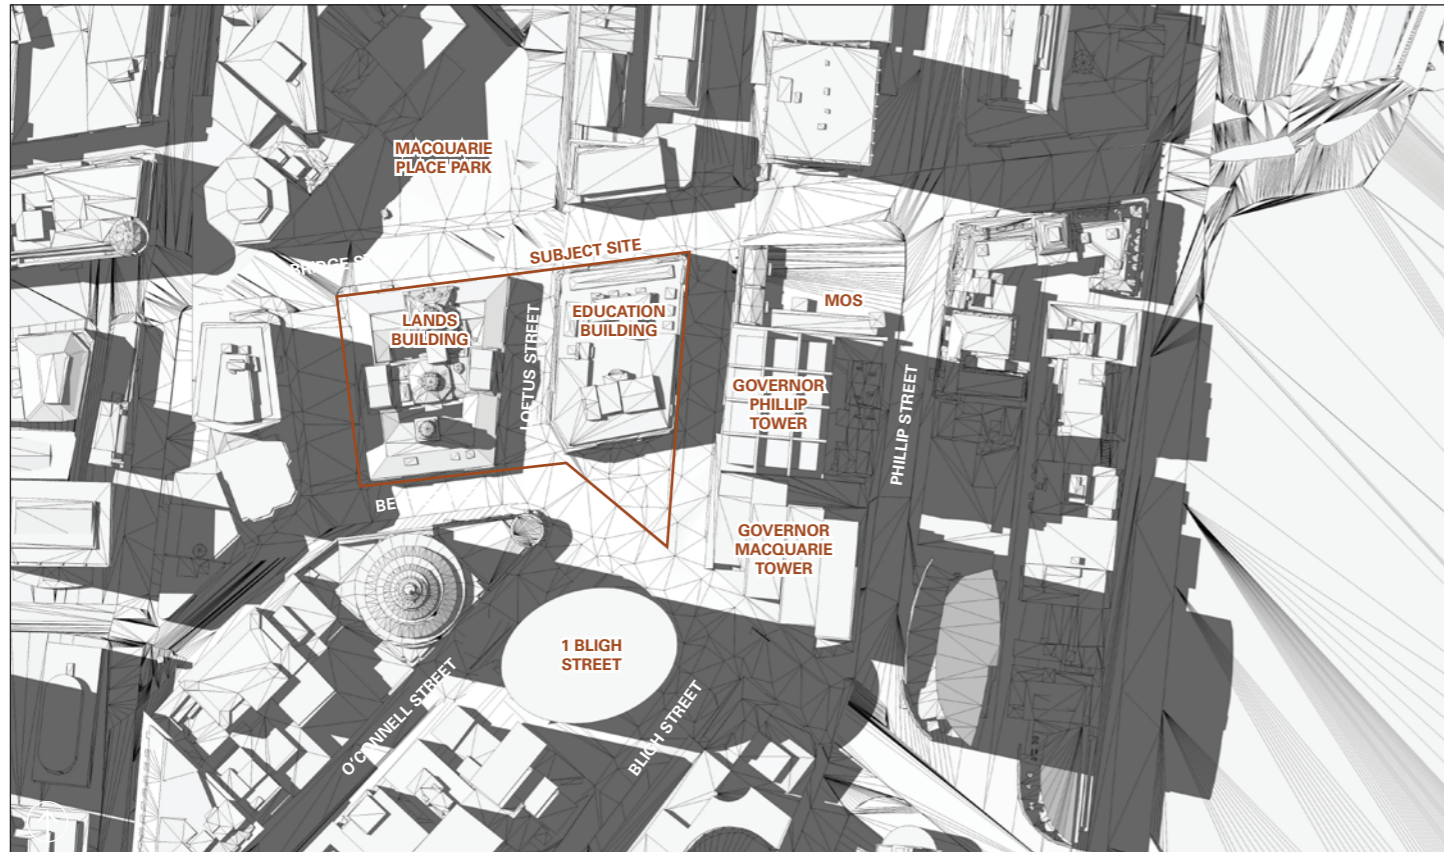 MACQUARIE
PLACE PARK
SUBJECT SITE
LANDS
BUILDING
LOFTUS STREET
EDUCATION
BUILDING
MOS
GOVERNOR
PHILLIP
TOWER
PHILLIP STREET
GOVERNOR
MACQUARIE
TOWER
1 BLIGH
STREET
O'CONNELL STREET
BLIGH STREET